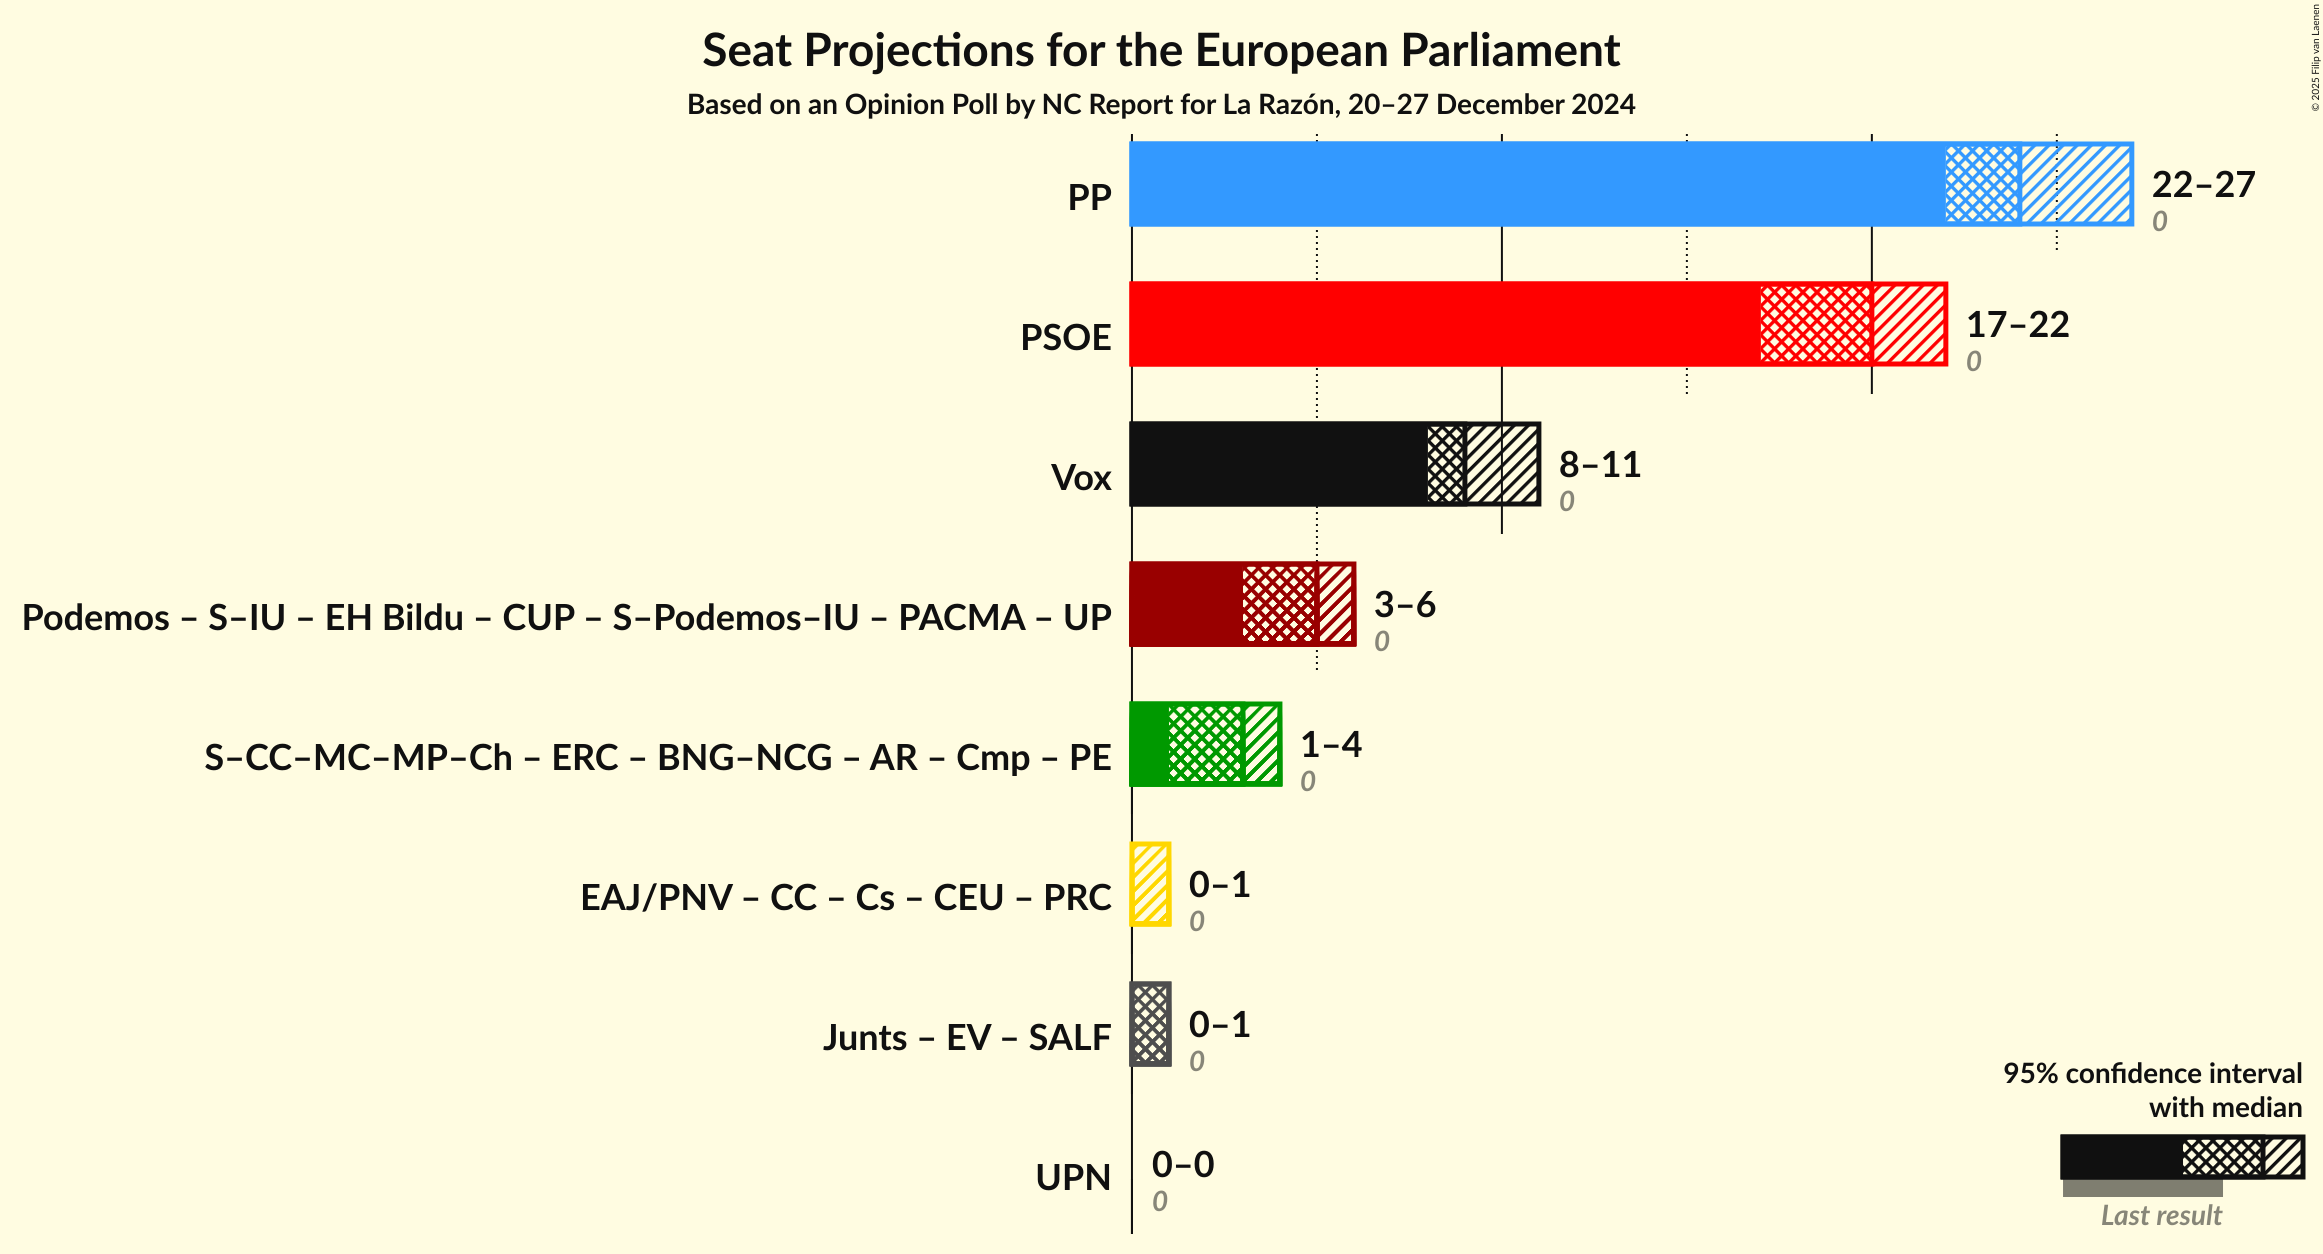 Seat Projections for the European Parliament
Based on an Opinion Poll by NC Report for La Razón, 20–27 December 2024
© 2025 Filip van Laenen
PP
22–27
0
PSOE
17–22
0
Vox
8–11
0
Podemos – S–IU – EH Bildu – CUP – S–Podemos–IU – PACMA – UP
3–6
0
S–CC–MC–MP–Ch – ERC – BNG–NCG – AR – Cmp – PE
1–4
0
EAJ/PNV – CC – Cs – CEU – PRC
0–1
0
Junts – EV – SALF
0–1
0
UPN
0–0
0
95% confidence interval
with median
Last result